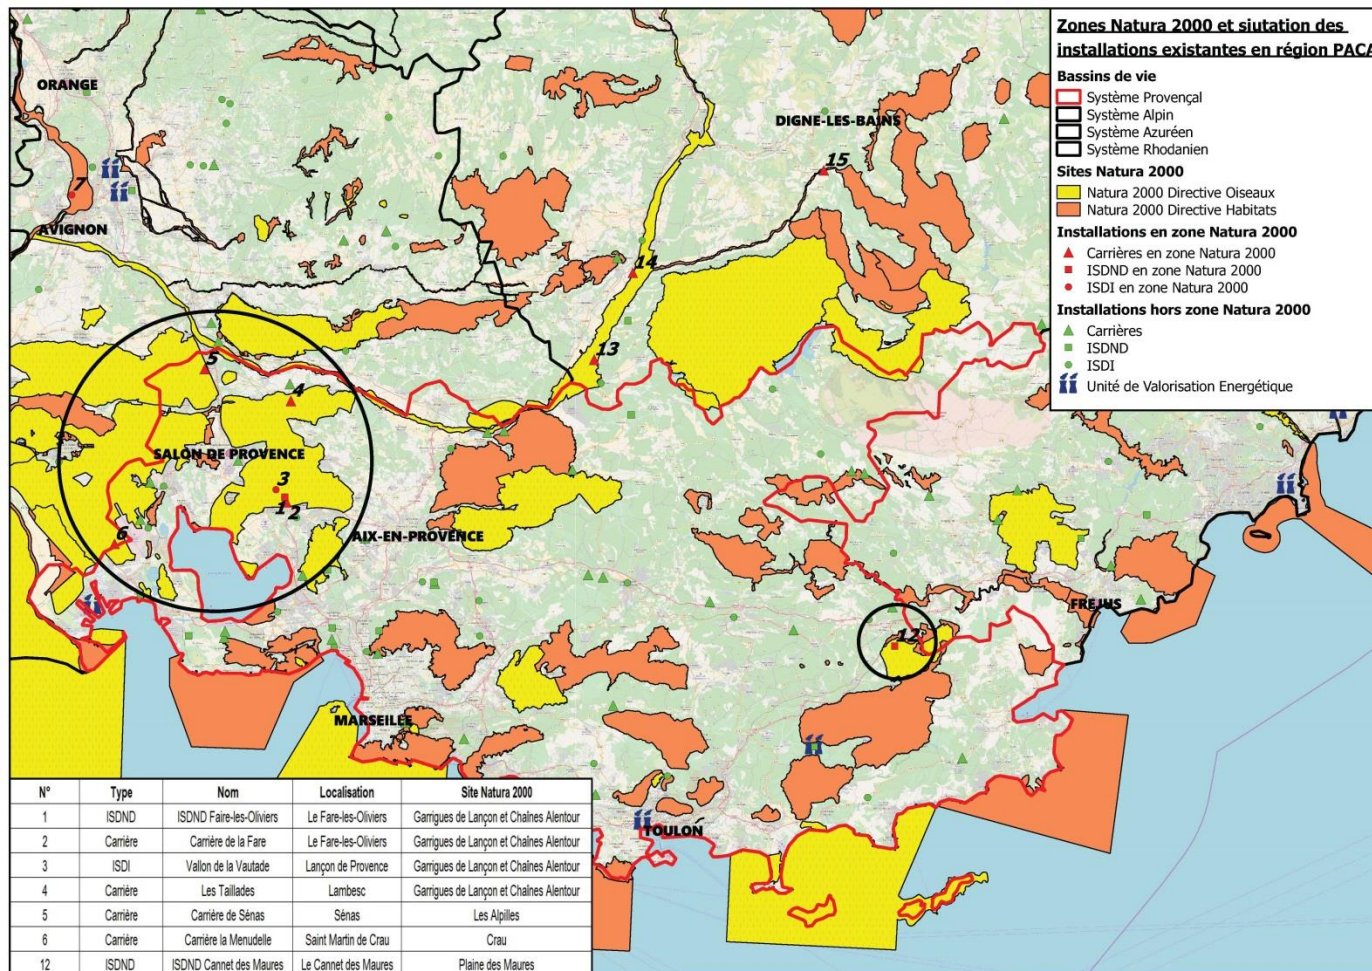 Zones Natura 2000 et siutation des
installations existantes en région PACA
Bassins de vie
Système Provençal
Système Alpin
Système Azuréen
Système Rhodanien
Sites Natura 2000
Natura 2000 Directive Oiseaux
Natura 2000 Directive Habitats
Installations en zone Natura 2000
Carrières en zone Natura 2000
ISDND en zone Natura 2000
ISDI en zone Natura 2000
Installations hors zone Natura 2000
Carrières
ISDND
ISDI
Unité de Valorisation Energétique
ORANGE
DIGNE-LES-BAINS
15
7
AVIGNON
14
13
5
4
SALON DE PROVENCE
3
1
2
6
AIX-EN-PROVENCE
FREJUS
12
MARSEILLE
TOULON
N° Type Nom Localisation Site Natura 2000
1 ISDND ISDND Faire-les-Oliviers Le Fare-les-Oliviers Garrigues de Lançon et Chaînes Alentour
2 Carrière Carrière de la Fare Le Fare-les-Oliviers Garrigues de Lançon et Chaînes Alentour
3 ISDI Vallon de la Vautade Lançon de Provence Garrigues de Lançon et Chaînes Alentour
4 Carrière Les Taillades Lambesc Garrigues de Lançon et Chaînes Alentour
5 Carrière Carrière de Sénas Sénas Les Alpilles
6 Carrière Carrière la Menudelle Saint Martin de Crau Crau
12 ISDND ISDND Cannet des Maures Le Cannet des Maures Plaine des Maures